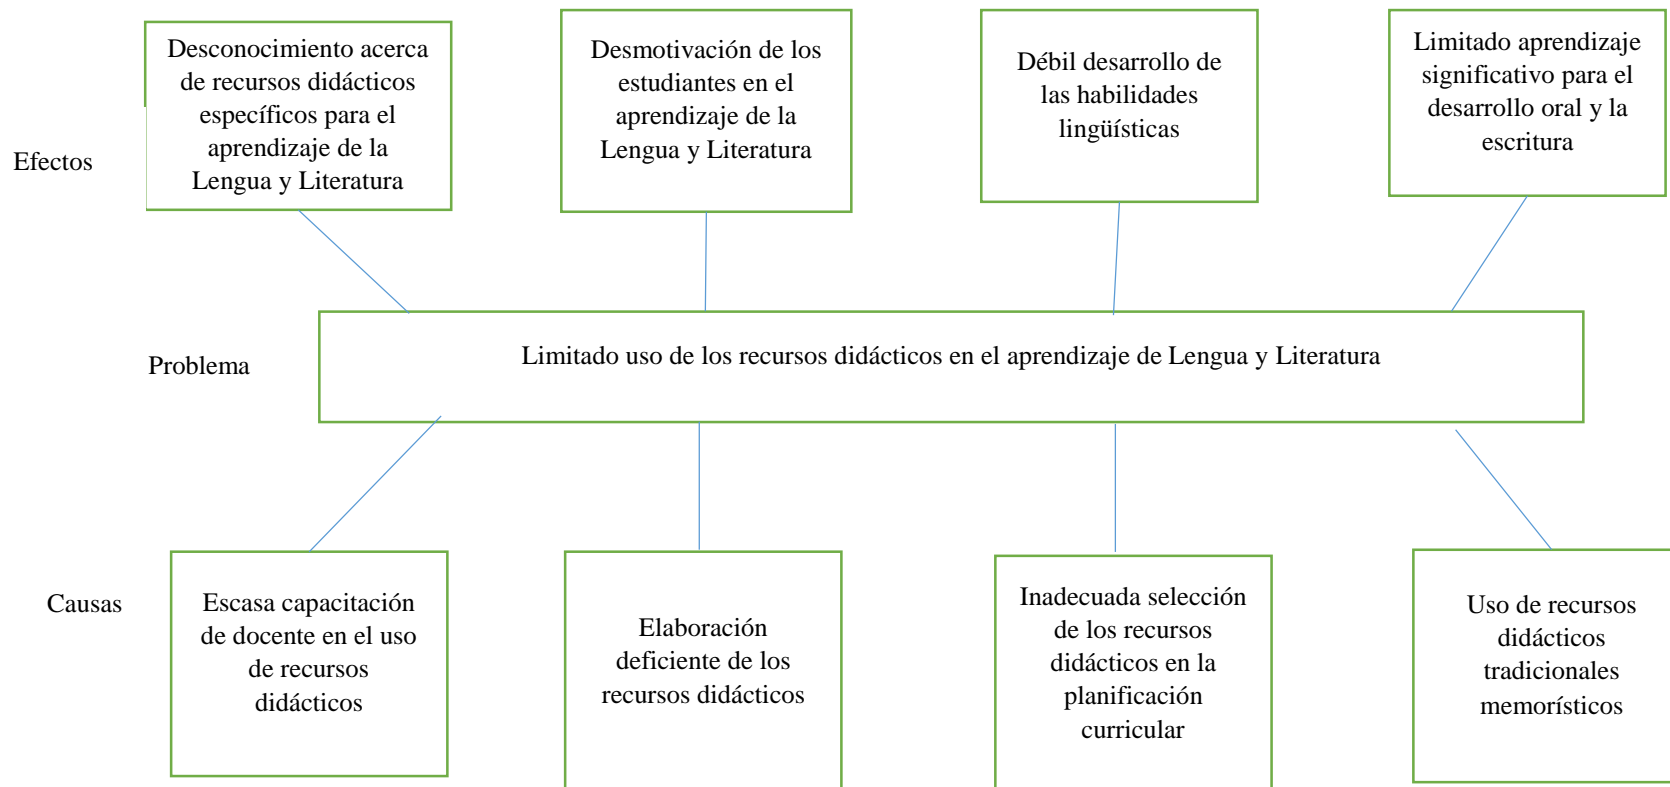 Efectos
Desconocimiento acerca
de recursos didácticos
específicos para el
aprendizaje de la
Lengua y Literatura
Desmotivación de los
estudiantes en el
aprendizaje de la
Lengua y Literatura
Débil desarrollo de
las habilidades
lingüísticas
Limitado aprendizaje
significativo para el
desarrollo oral y la
escritura
Problema
Limitado uso de los recursos didácticos en el aprendizaje de Lengua y Literatura
Causas
Escasa capacitación
de docente en el uso
de recursos
didácticos
Elaboración
deficiente de los
recursos didácticos
Inadecuada selección
de los recursos
didácticos en la
planificación
curricular
Uso de recursos
didácticos
tradicionales
memorísticos